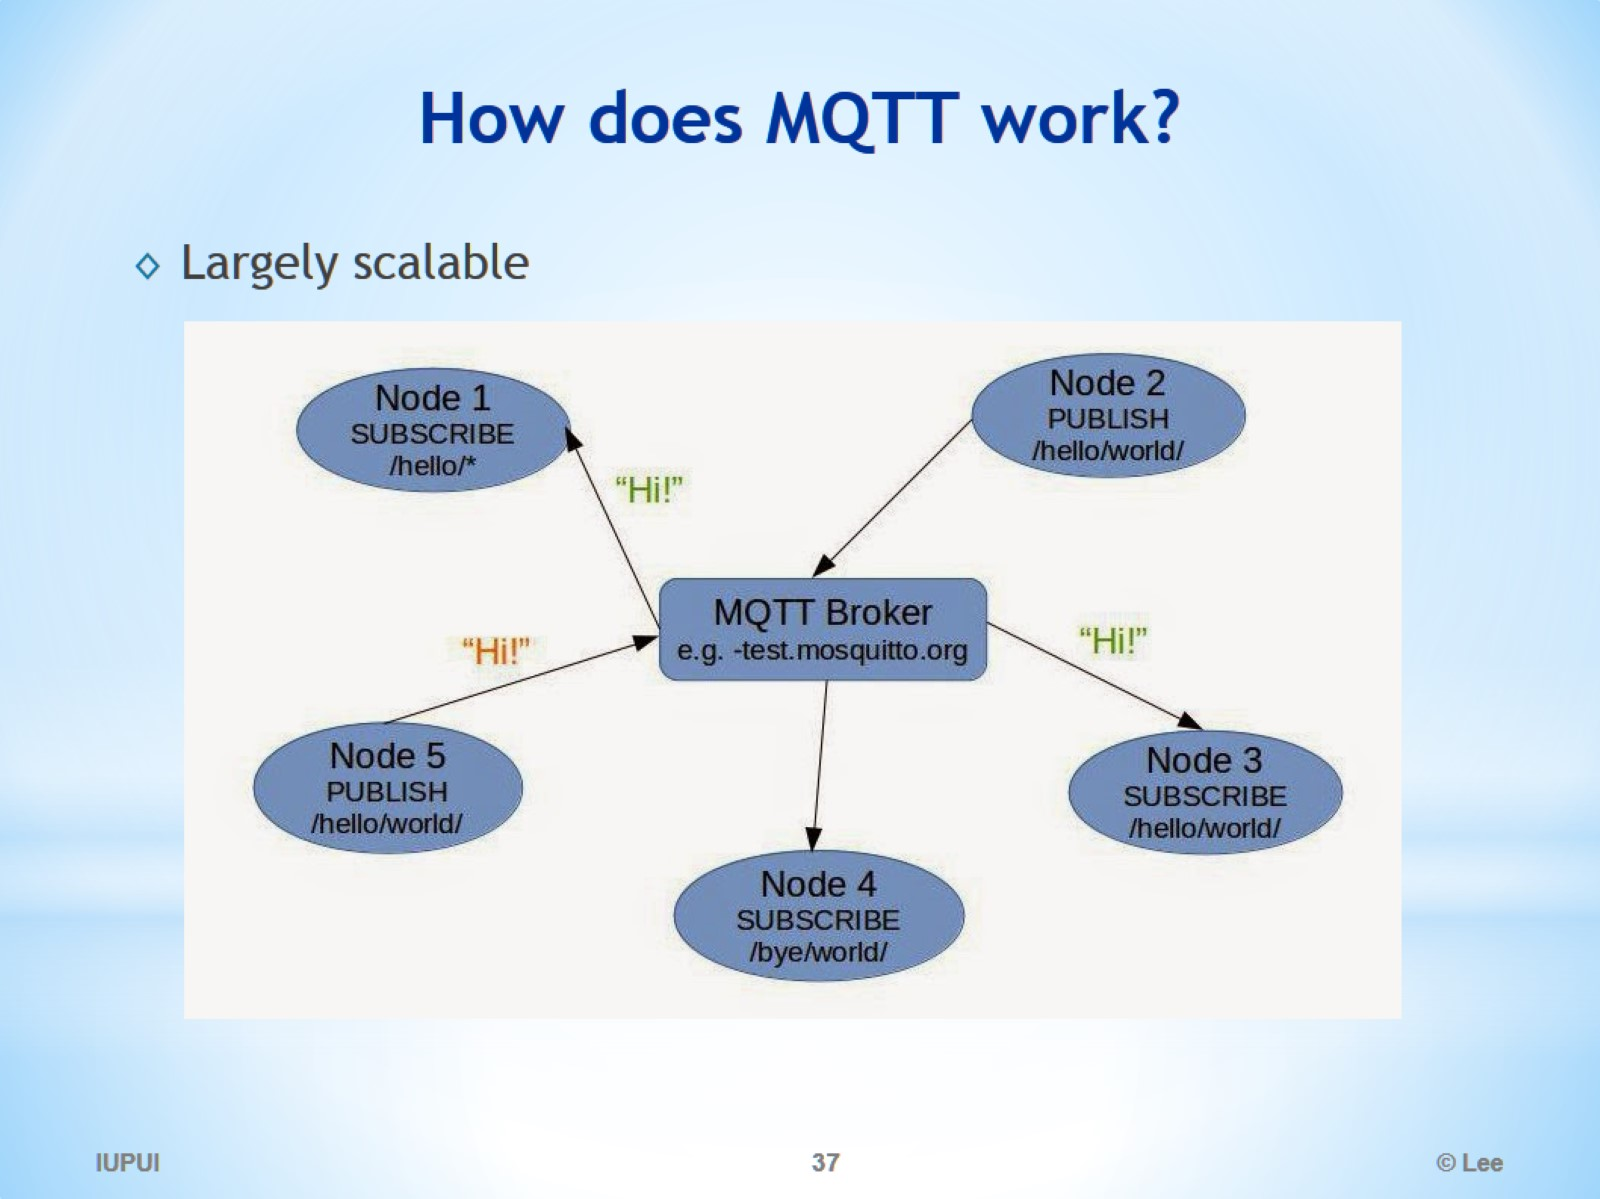 How does MQTT work?
◇ Largely scalable
Node 1
SUBSCRIBE
/hello/*
Node 2
PUBLISH
/hello/world/
“Hi!”
MQTT Broker
e.g. -test.mosquitto.org
“Hi!”
“Hi!”
Node 5
PUBLISH
/hello/world/
Node 3
SUBSCRIBE
/hello/world/
Node 4
SUBSCRIBE
/bye/world/
IUPUI
37
© Lee